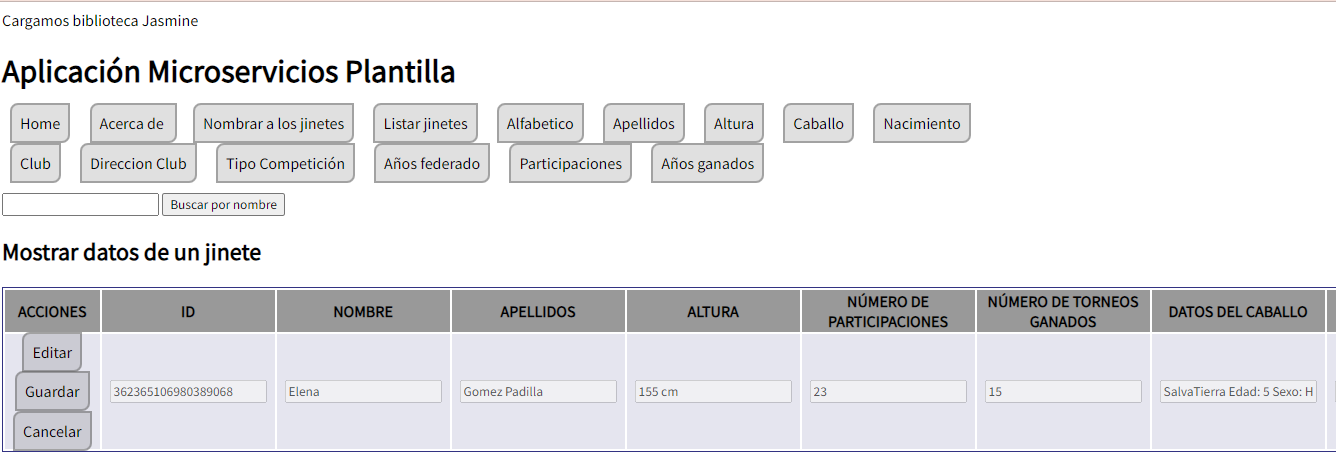 Cargamos biblioteca Jasmine
Aplicación Microservicios Plantilla
Home Acerca de Nombrar a los jinetes Listar jinetes Alfabetico Apellidos Altura Caballo Nacimiento
Club Direccion Club Tipo Competición Años federado Participaciones Años ganados
Buscar por nombre
Mostrar datos de un jinete
ACCIONES ID NOMBRE APELLIDOS ALTURA NÚMERO DE PARTICIPACIONES NÚMERO DE TORNEOS GANADOS DATOS DEL CABALLO
Editar
Guardar 362365106980389068 Elena Gomez Padilla 155 cm 23 15 SalvaTierra Edad: 5 Sexo: H
Cancelar